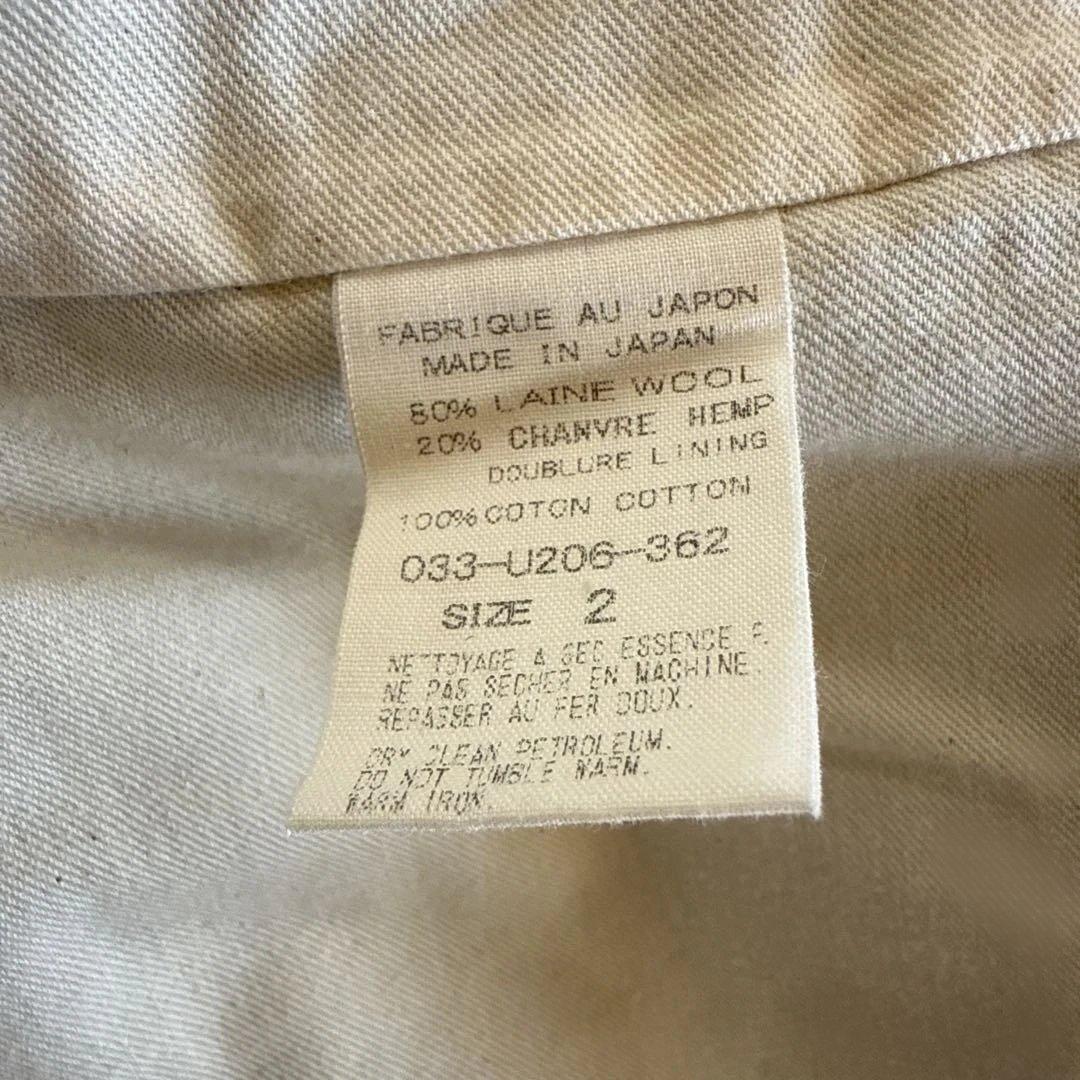 FABRIQUE AU JAPON
MADE IN JAPAN
80% LAINE WOOL
20% CHANVRE HEMP
DOUBLURE LINING
100% COTON COTTON
033-U206-362
SIZE 2
NETTOYAGE A SEC ESSENCE F.
NE PAS SECHER EN MACHINE.
REPASSER AU FER DOUX.
DRY CLEAN PETROLEUM.
DO NOT TUMBLE WARM.
WARM IRON.